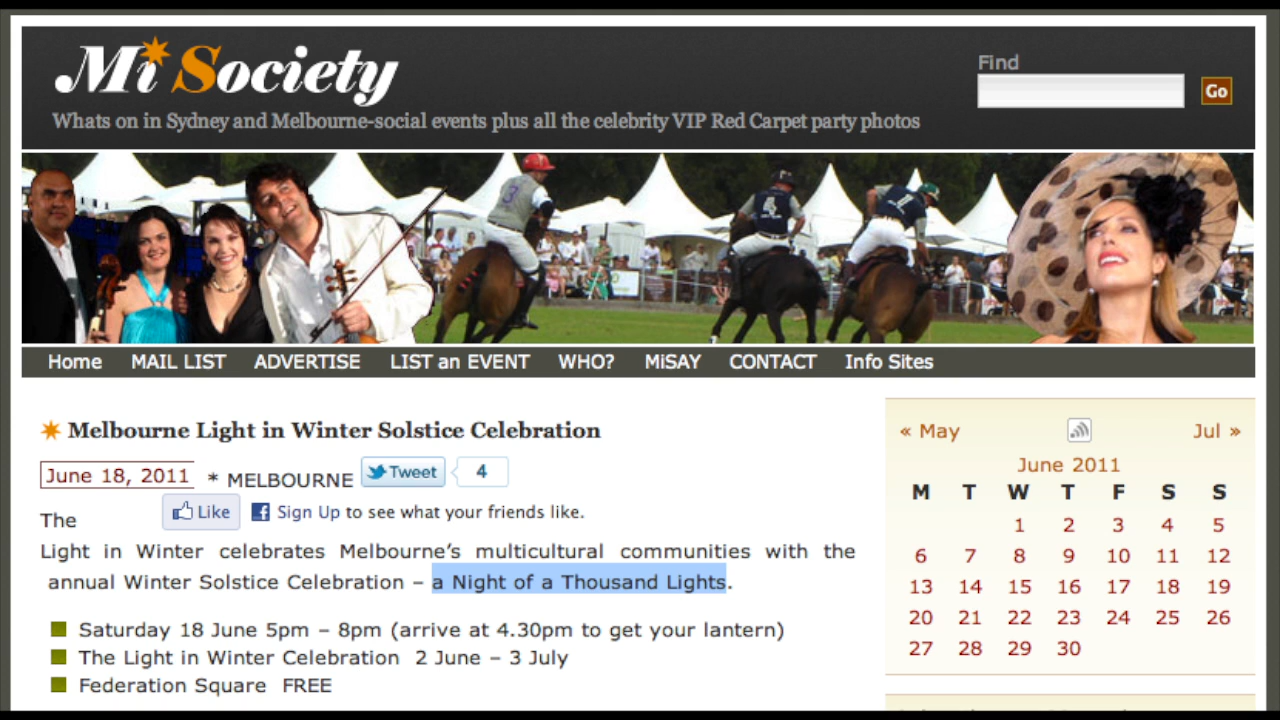 Mi Society
Find
Go
Whats on in Sydney and Melbourne-social events plus all the celebrity VIP Red Carpet party photos
3
4
1
Home MAIL LIST ADVERTISE LIST an EVENT WHO? MiSAY CONTACT Info Sites
Melbourne Light in Winter Solstice Celebration
June 18, 2011 * MELBOURNE Tweet 4
Like Sign Up to see what your friends like.
The
Light in Winter celebrates Melbourne’s multicultural communities with the
annual Winter Solstice Celebration – a Night of a Thousand Lights.
Saturday 18 June 5pm – 8pm (arrive at 4.30pm to get your lantern)
The Light in Winter Celebration 2 June – 3 July
Federation Square FREE
« May Jul »
June 2011
M T W T F S S
1 2 3 4 5
6 7 8 9 10 11 12
13 14 15 16 17 18 19
20 21 22 23 24 25 26
27 28 29 30